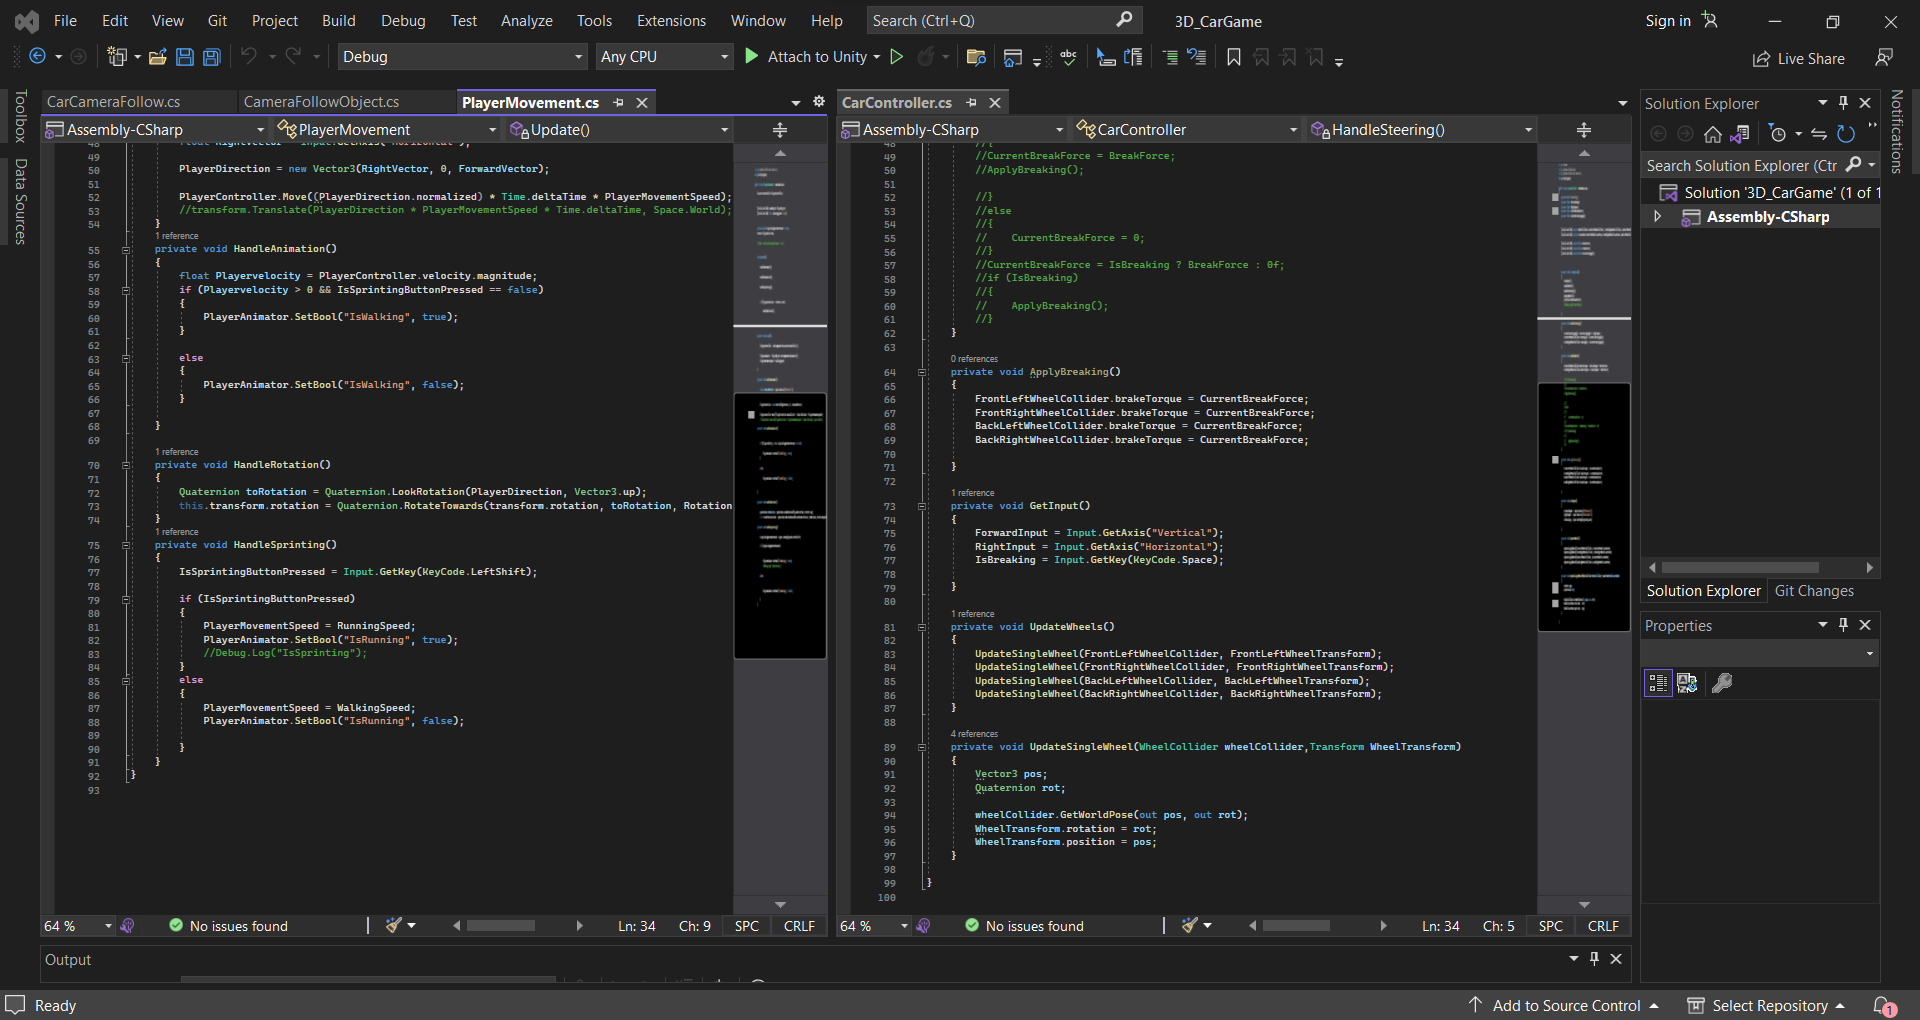 File Edit View Git Project Build Debug Test Analyze Tools Extensions Window Help Search (Ctrl+Q) 3D_CarGame Sign in
Debug Any CPU Attach to Unity Live Share
Toolbox
Data Sources
CarCameraFollow.cs CameraFollowObject.cs PlayerMovement.cs
Assembly-CSharp PlayerMovement Update()
49
50 PlayerDirection = new Vector3(RightVector, 0, ForwardVector);
51
52 PlayerController.Move((PlayerDirection.normalized) * Time.deltaTime * PlayerMovementSpeed);
53 //transform.Translate(PlayerDirection * PlayerMovementSpeed * Time.deltaTime, Space.World);
54 }
1 reference
55 private void HandleAnimation()
56 {
57 float Playervelocity = PlayerController.velocity.magnitude;
58 if (Playervelocity > 0 && IsSprintingButtonPressed == false)
59 {
60 PlayerAnimator.SetBool("IsWalking", true);
61 }
62
63 else
64 {
65 PlayerAnimator.SetBool("IsWalking", false);
66 }
67
68 }
69
1 reference
70 private void HandleRotation()
71 {
72 Quaternion toRotation = Quaternion.LookRotation(PlayerDirection, Vector3.up);
73 this.transform.rotation = Quaternion.RotateTowards(transform.rotation, toRotation, Rotation
74 }
1 reference
75 private void HandleSprinting()
76 {
77 IsSprintingButtonPressed = Input.GetKey(KeyCode.LeftShift);
78
79 if (IsSprintingButtonPressed)
80 {
81 PlayerMovementSpeed = RunningSpeed;
82 PlayerAnimator.SetBool("IsRunning", true);
83 //Debug.Log("IsSprinting");
84 }
85 else
86 {
87 PlayerMovementSpeed = WalkingSpeed;
88 PlayerAnimator.SetBool("IsRunning", false);
89
90 }
91 }
92 }
93
64 % No issues found Ln: 34 Ch: 9 SPC CRLF
CarController.cs
Assembly-CSharp CarController HandleSteering()
48 //{
49 //CurrentBreakForce = BreakForce;
50 //ApplyBreaking();
51
52 //}
53 //else
54 //{
55 // CurrentBreakForce = 0;
56 //}
57 //CurrentBreakForce = IsBreaking ? BreakForce : 0f;
58 //if (IsBreaking)
59 //{
60 // ApplyBreaking();
61 //}
62 }
63
0 references
64 private void ApplyBreaking()
65 {
66 FrontLeftWheelCollider.brakeTorque = CurrentBreakForce;
67 FrontRightWheelCollider.brakeTorque = CurrentBreakForce;
68 BackLeftWheelCollider.brakeTorque = CurrentBreakForce;
69 BackRightWheelCollider.brakeTorque = CurrentBreakForce;
70
71 }
72
1 reference
73 private void GetInput()
74 {
75 ForwardInput = Input.GetAxis("Vertical");
76 RightInput = Input.GetAxis("Horizontal");
77 IsBreaking = Input.GetKey(KeyCode.Space);
78
79 }
80
1 reference
81 private void UpdateWheels()
82 {
83 UpdateSingleWheel(FrontLeftWheelCollider, FrontLeftWheelTransform);
84 UpdateSingleWheel(FrontRightWheelCollider, FrontRightWheelTransform);
85 UpdateSingleWheel(BackLeftWheelCollider, BackLeftWheelTransform);
86 UpdateSingleWheel(BackRightWheelCollider, BackRightWheelTransform);
87 }
88
4 references
89 private void UpdateSingleWheel(WheelCollider wheelCollider,Transform WheelTransform)
90 {
91 Vector3 pos;
92 Quaternion rot;
93
94 wheelCollider.GetWorldPose(out pos, out rot);
95 WheelTransform.rotation = rot;
96 WheelTransform.position = pos;
97 }
98
99 }
100
64 % No issues found Ln: 34 Ch: 5 SPC CRLF
Solution Explorer
Search Solution Explorer (Ctr
Solution '3D_CarGame' (1 of 1
Assembly-CSharp
Solution Explorer Git Changes
Properties
Notifications
Output
Ready Add to Source Control Select Repository 1